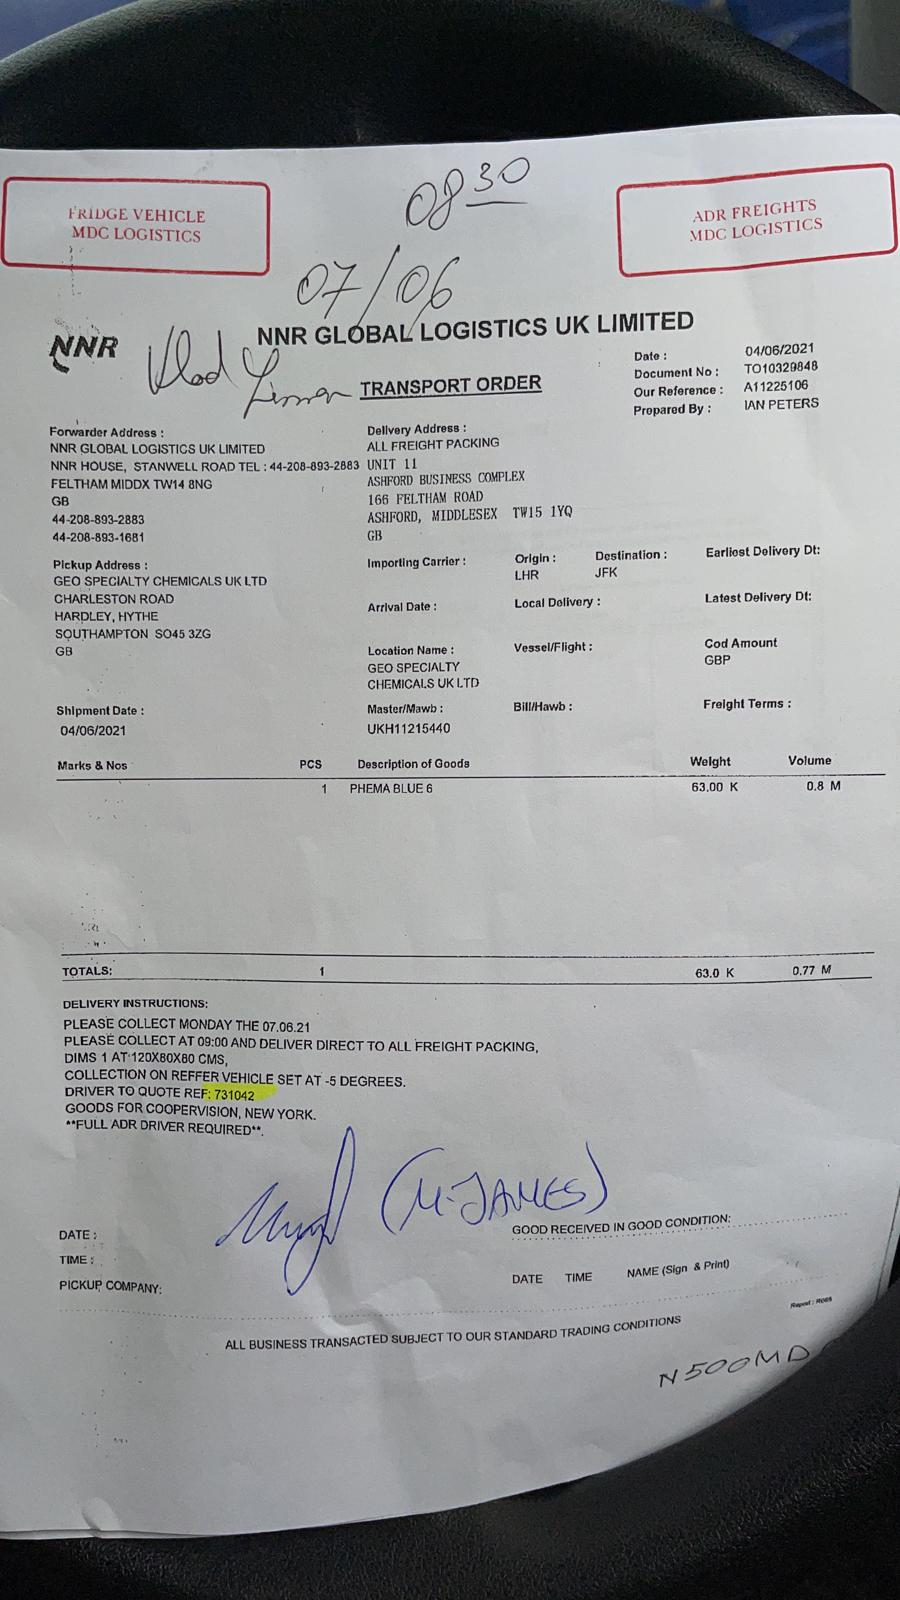 08 30
FRIDGE VEHICLE
MDC LOGISTICS
ADR FREIGHTS
MDC LOGISTICS
07/06
NNR
NNR GLOBAL LOGISTICS UK LIMITED
Vlad
TRANSPORT ORDER
Date : 04/06/2021
Document No : TO10329848
Our Reference : A11225106
Prepared By : IAN PETERS
Forwarder Address :
NNR GLOBAL LOGISTICS UK LIMITED
NNR HOUSE, STANWELL ROAD TEL : 44-208-893-2883
FELTHAM MIDDX TW14 8NG
GB
44-208-893-2883
44-208-893-1681
Delivery Address :
ALL FREIGHT PACKING
UNIT 11
ASHFORD BUSINESS COMPLEX
166 FELTHAM ROAD
ASHFORD, MIDDLESEX TW15 1YQ
GB
Pickup Address :
GEO SPECIALTY CHEMICALS UK LTD
CHARLESTON ROAD
HARDLEY, HYTHE
SOUTHAMPTON SO45 3ZG
GB
Importing Carrier : Origin : Destination : Earliest Delivery Dt:
LHR JFK
Arrival Date : Local Delivery : Latest Delivery Dt:
Location Name : Vessel/Flight : Cod Amount
GEO SPECIALTY GBP
CHEMICALS UK LTD
Shipment Date : Master/Mawb : Bill/Hawb : Freight Terms :
04/06/2021 UKH11215440
Marks & Nos PCS Description of Goods Weight Volume
1 PHEMA BLUE 6 63.00 K 0.8 M
TOTALS: 1 63.0 K 0.77 M
DELIVERY INSTRUCTIONS:
PLEASE COLLECT MONDAY THE 07.06.21
PLEASE COLLECT AT 09:00 AND DELIVER DIRECT TO ALL FREIGHT PACKING,
DIMS 1 AT 120X80X80 CMS,
COLLECTION ON REFFER VEHICLE SET AT -5 DEGREES.
DRIVER TO QUOTE REF: 731042
GOODS FOR COOPERVISION, NEW YORK.
**FULL ADR DRIVER REQUIRED**.
(M. JAMES)
DATE :
TIME :
PICKUP COMPANY:
GOOD RECEIVED IN GOOD CONDITION:
DATE TIME NAME (Sign & Print)
Report : R065
ALL BUSINESS TRANSACTED SUBJECT TO OUR STANDARD TRADING CONDITIONS
N500MD